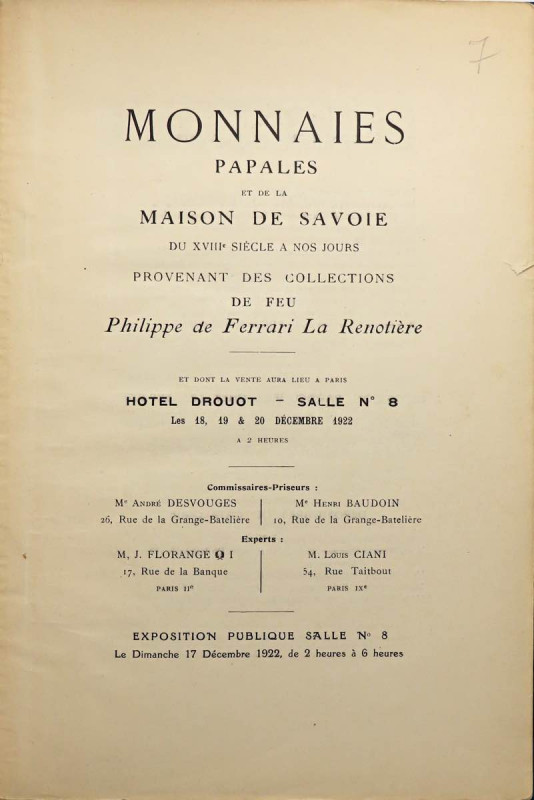 7
MONNAIES
PAPALES
ET DE LA
MAISON DE SAVOIE
DU XVIIIe SIÈCLE A NOS JOURS
PROVENANT DES COLLECTIONS
DE FEU
Philippe de Ferrari La Renotière
ET DONT LA VENTE AURA LIEU A PARIS
HOTEL DROUOT – SALLE N° 8
Les 18, 19 & 20 DÉCEMBRE 1922
A 2 HEURES
Commissaires-Priseurs :
Me ANDRÉ DESVOUGES
26, Rue de la Grange-Batelière
Me HENRI BAUDOIN
10, Rue de la Grange-Batelière
Experts :
M, J. FLORANGE I
17, Rue de la Banque
PARIS IIe
M. LOUIS CIANI
54, Rue Taitbout
PARIS IXe
EXPOSITION PUBLIQUE SALLE No 8
Le Dimanche 17 Décembre 1922, de 2 heures à 6 heures